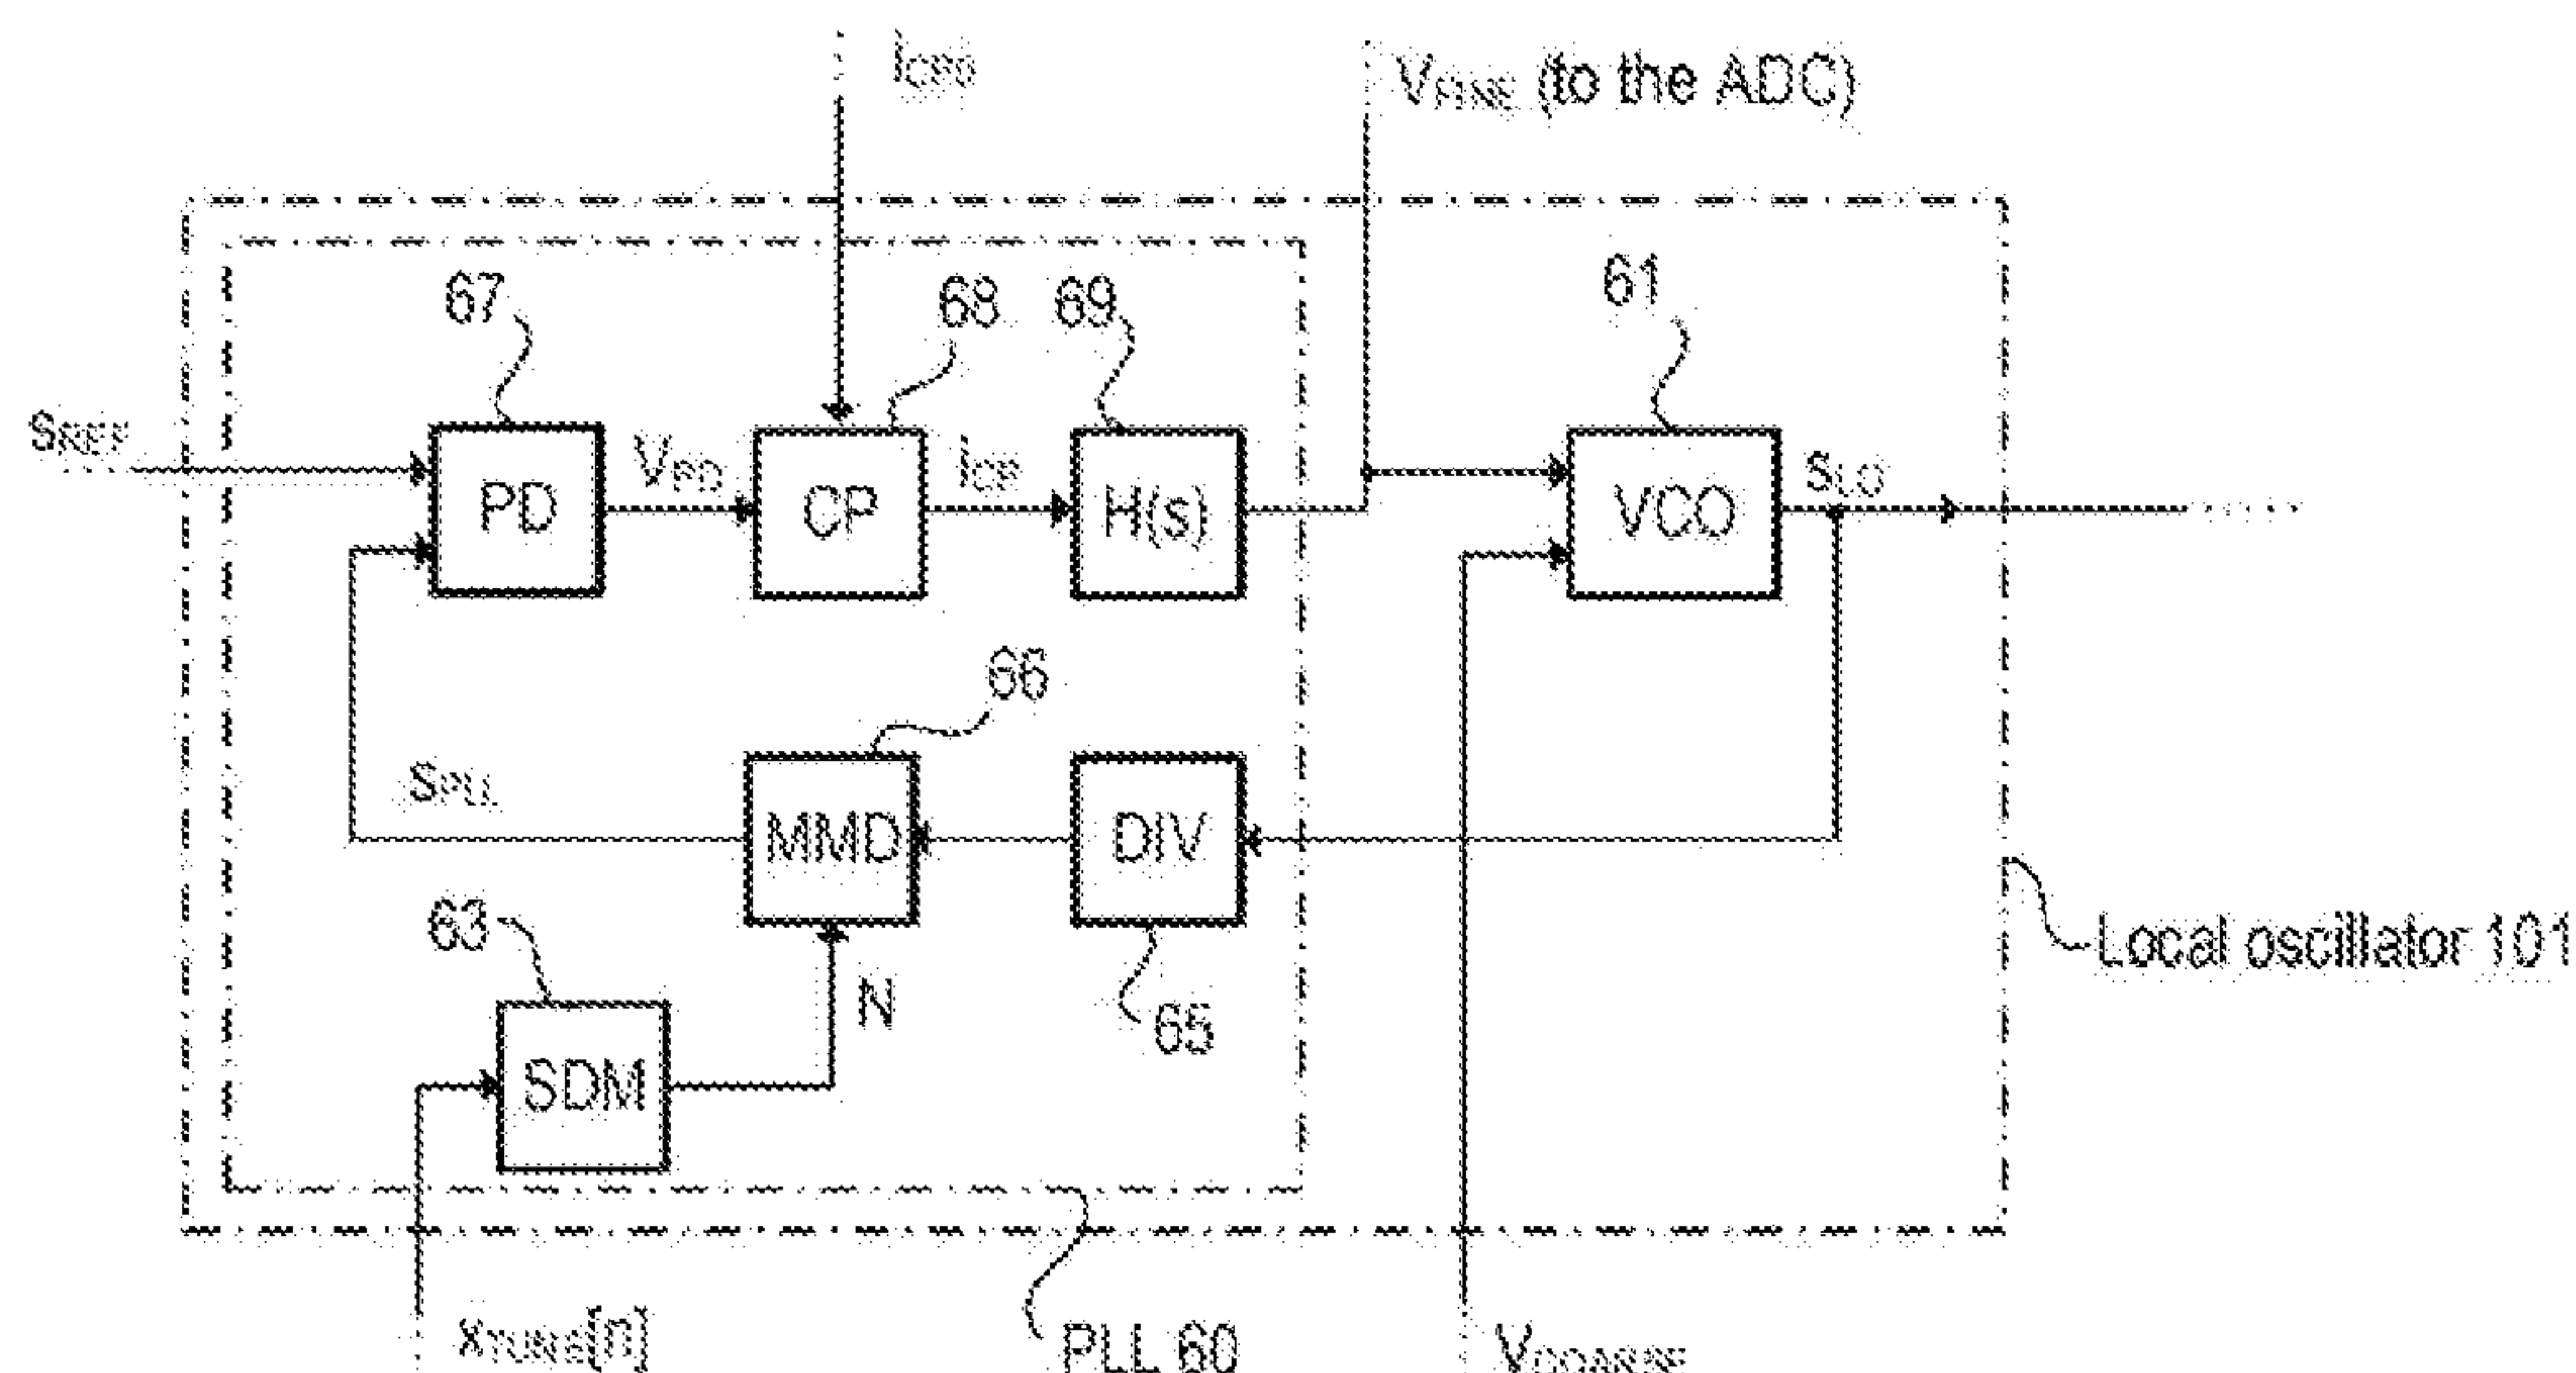 iCP0
VFINE (to the ADC)
67
68
69
61
sREF
PD
VPD
CP
iCP
H(s)
VCO
sLO
66
sPLL
MMD
DIV
63
N
65
Local oscillator 101
SDM
xTUNE[n]
PLL 60
VCOARSE